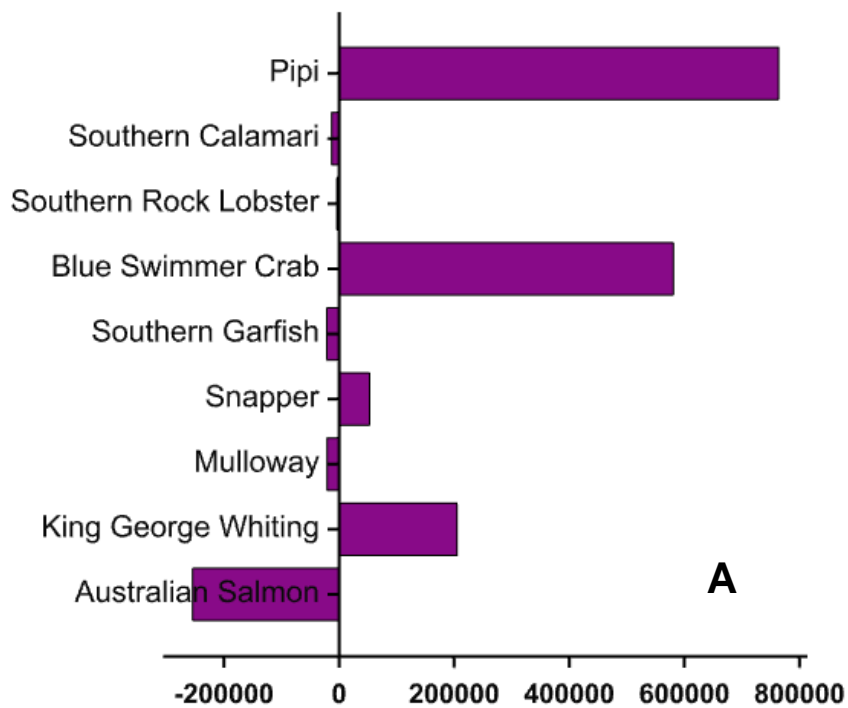 Pipi
Southern Calamari
Southern Rock Lobster
Blue Swimmer Crab
Southern Garfish
Snapper
Mulloway
King George Whiting
Australian Salmon
A
-200000 0 200000 400000 600000 800000